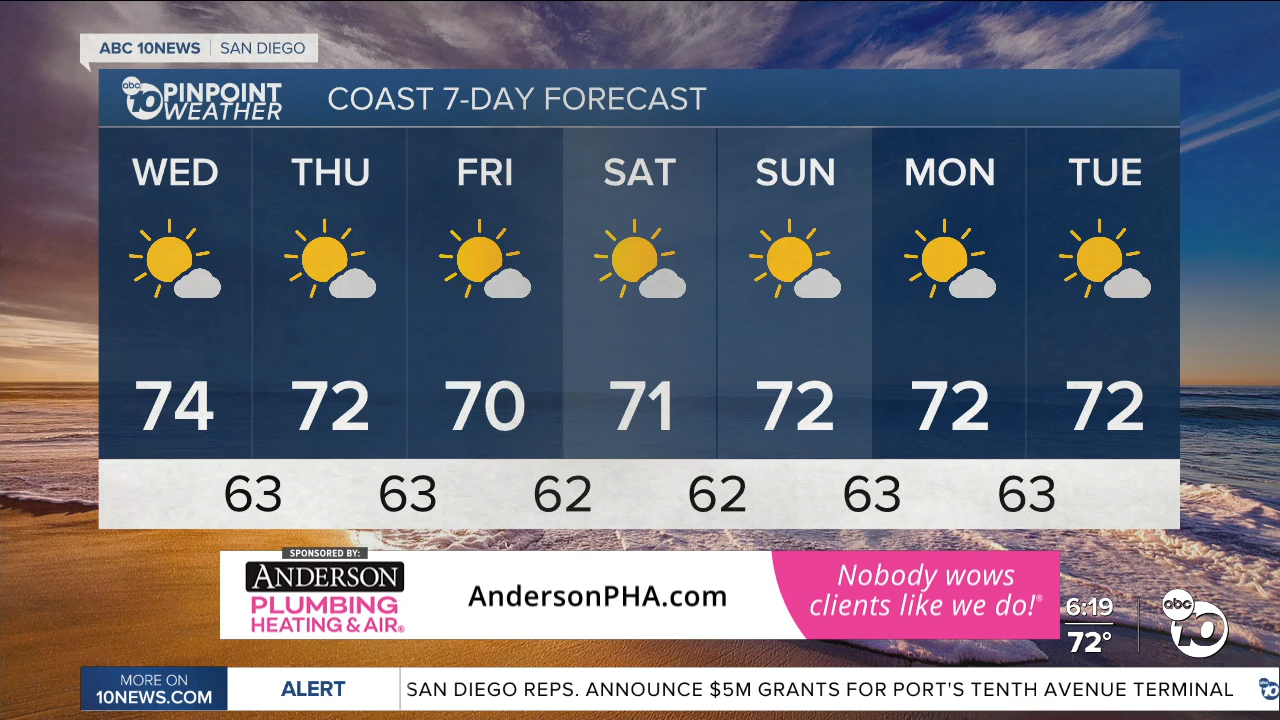 ABC 10NEWS | SAN DIEGO
abc 10 PINPOINT WEATHER
COAST 7-DAY FORECAST
WED THU FRI SAT SUN MON TUE
74 72 70 71 72 72 72
63 63 62 62 63 63
SPONSORED BY:
ANDERSON
PLUMBING
HEATING & AIR®
AndersonPHA.com
Nobody wows
clients like we do!®
6:19
72°
abc 10
MORE ON
10NEWS.COM
ALERT
SAN DIEGO REPS. ANNOUNCE $5M GRANTS FOR PORT'S TENTH AVENUE TERMINAL
abc 10